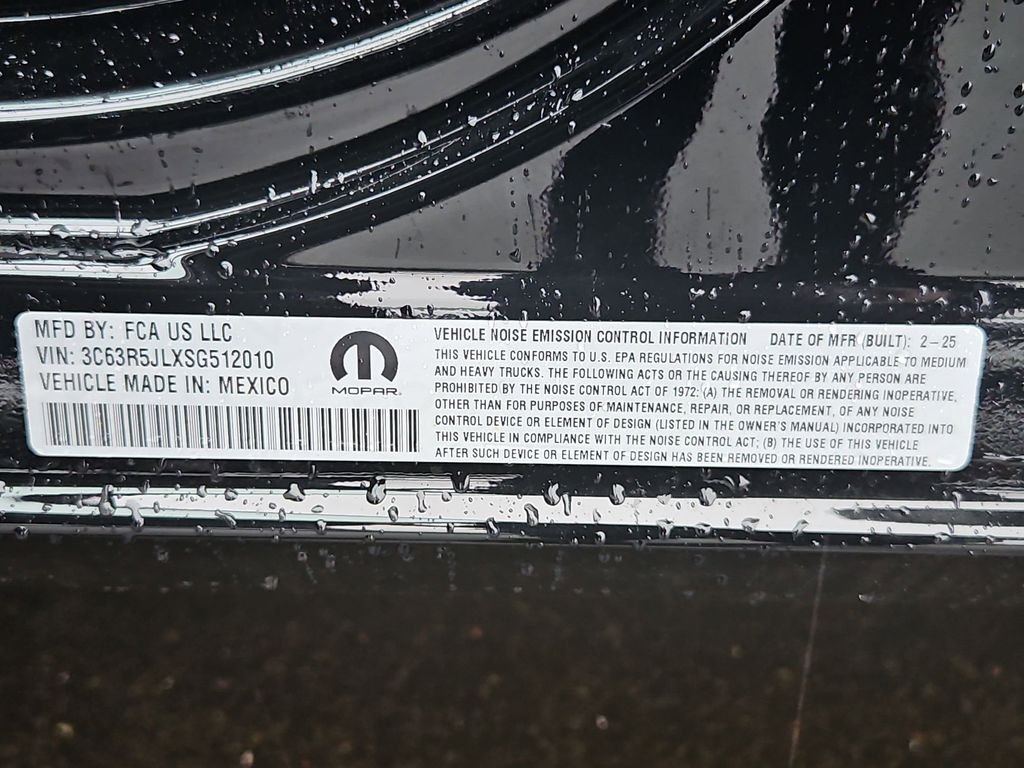 MFD BY: FCA US LLC
VIN: 3C63R5JLXSG512010
VEHICLE MADE IN: MEXICO
MOPAR
VEHICLE NOISE EMISSION CONTROL INFORMATION DATE OF MFR (BUILT): 2-25
THIS VEHICLE CONFORMS TO U.S. EPA REGULATIONS FOR NOISE EMISSION APPLICABLE TO MEDIUM
AND HEAVY TRUCKS. THE FOLLOWING ACTS OR THE CAUSING THEREOF BY ANY PERSON ARE
PROHIBITED BY THE NOISE CONTROL ACT OF 1972: (A) THE REMOVAL OR RENDERING INOPERATIVE,
OTHER THAN FOR PURPOSES OF MAINTENANCE, REPAIR, OR REPLACEMENT, OF ANY NOISE
CONTROL DEVICE OR ELEMENT OF DESIGN (LISTED IN THE OWNER'S MANUAL) INCORPORATED INTO
THIS VEHICLE IN COMPLIANCE WITH THE NOISE CONTROL ACT; (B) THE USE OF THIS VEHICLE
AFTER SUCH DEVICE OR ELEMENT OF DESIGN HAS BEEN REMOVED OR RENDERED INOPERATIVE.